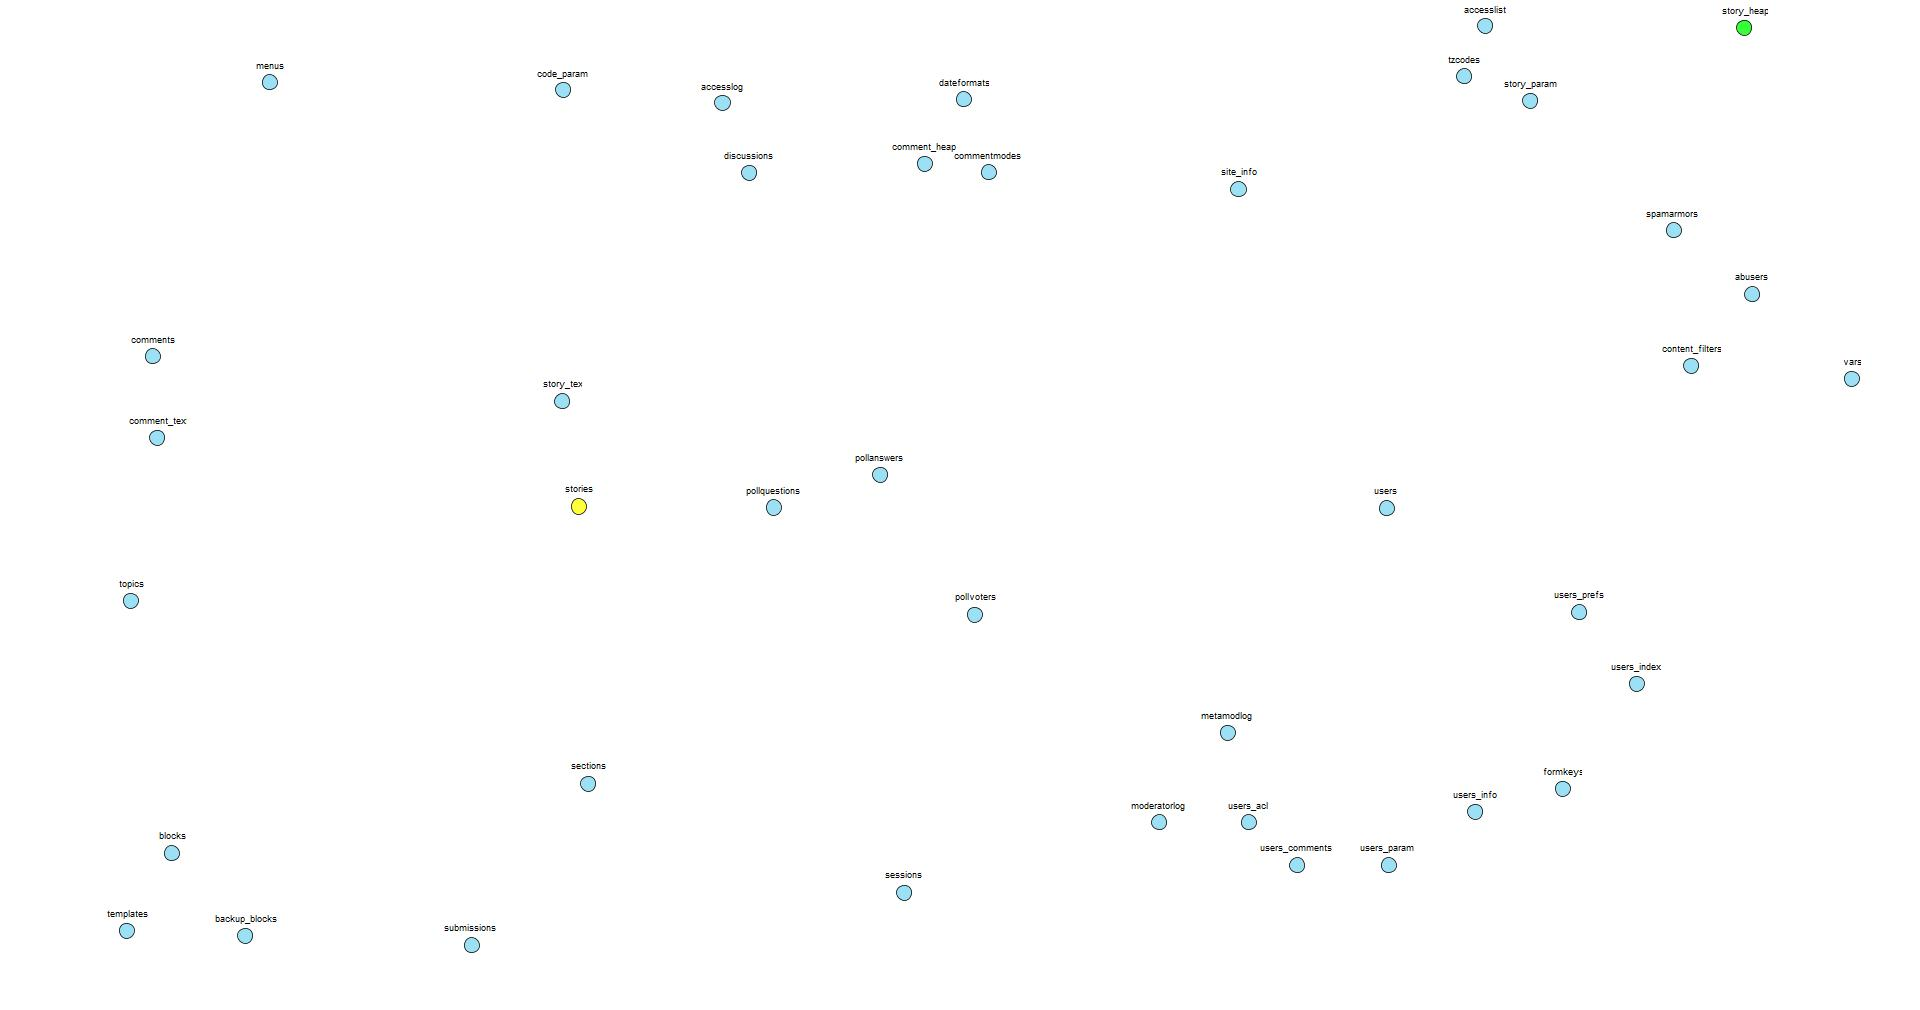 accesslist
story_heap
tzcodes
menus
code_param
dateformats
story_param
accesslog
comment_heap
discussions
commentmodes
site_info
spamarmors
abusers
comments
content_filters
vars
story_tex
comment_tex
pollanswers
stories
pollquestions
users
topics
users_prefs
pollvoters
users_index
metamodlog
sections
formkeys
users_info
moderatorlog
users_acl
blocks
users_comments
users_param
sessions
templates
backup_blocks
submissions